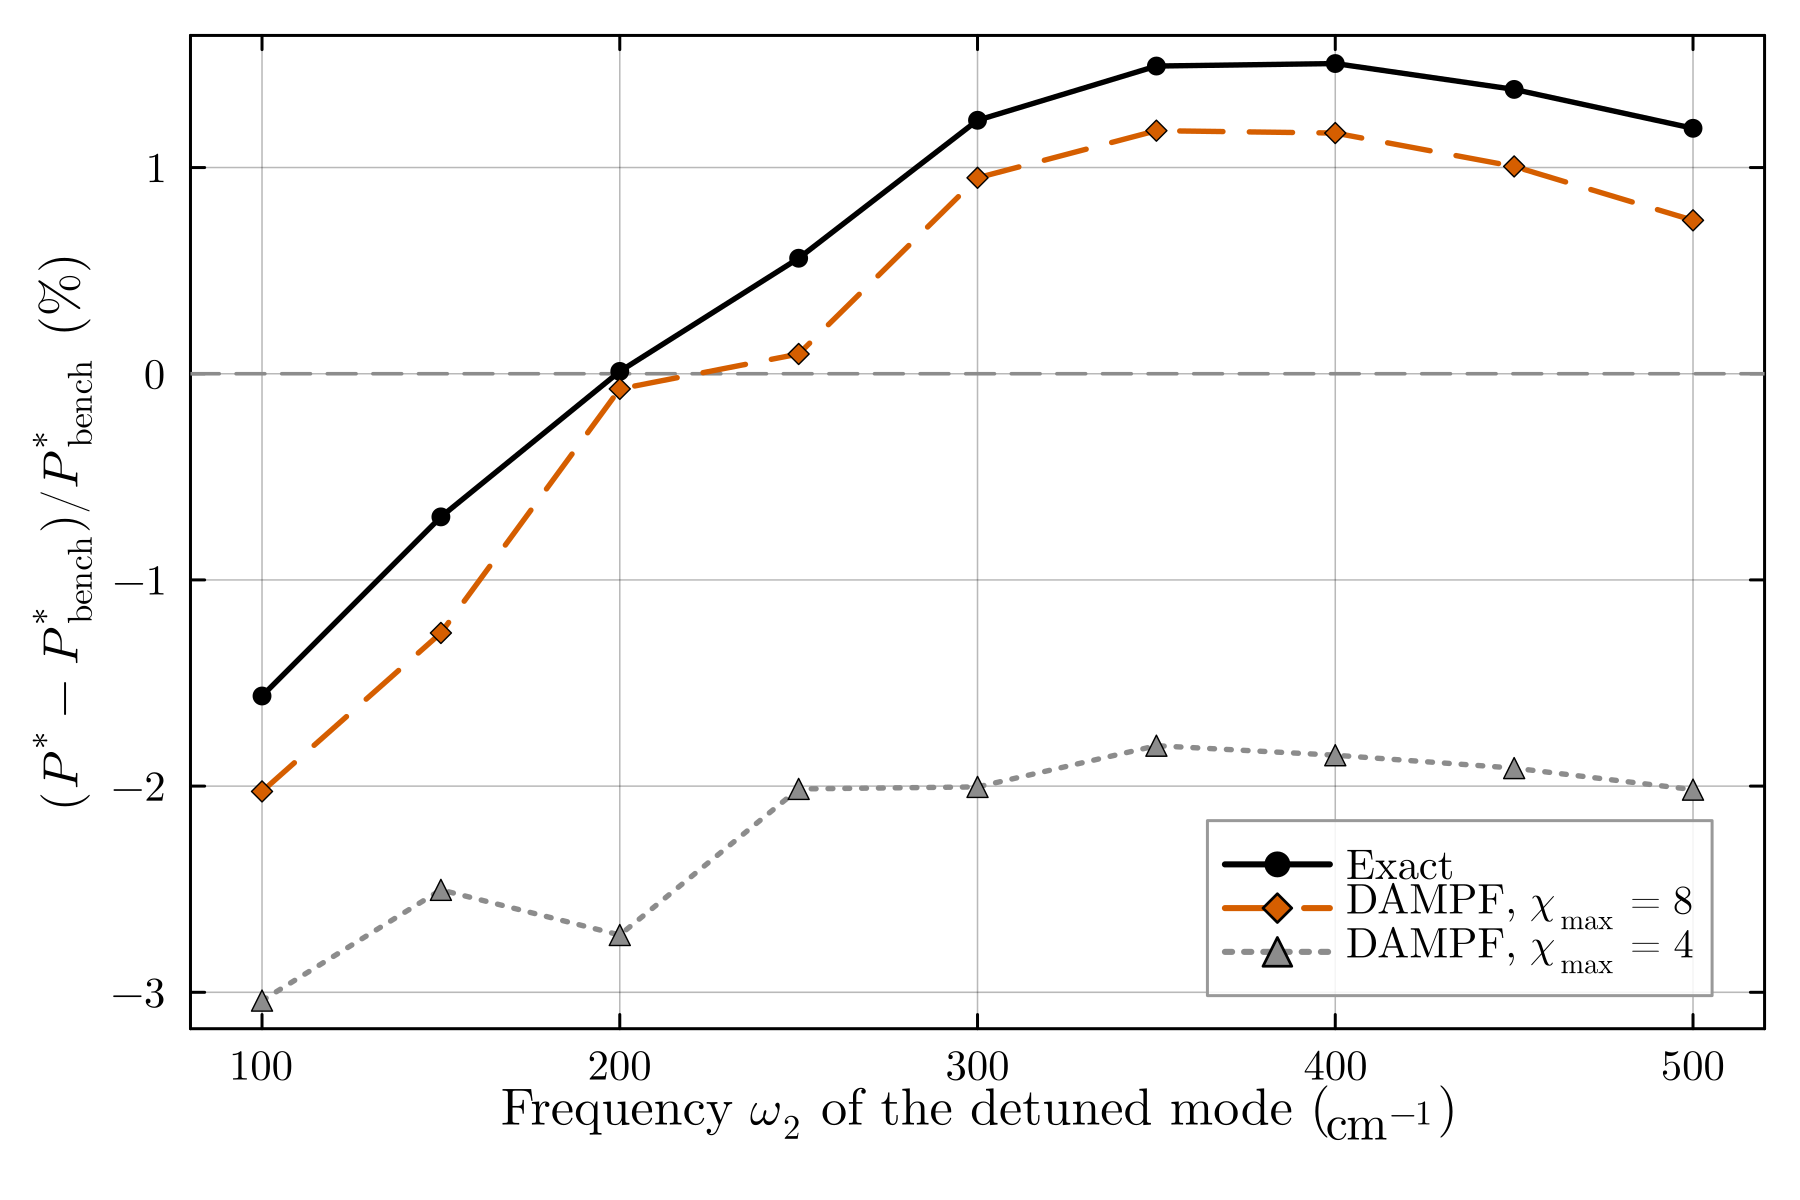 (P* − P*bench)/P*bench (%)
1
0
−1
−2
−3
Exact
DAMPF, χmax = 8
DAMPF, χmax = 4
100 200 300 400 500
Frequency ω2 of the detuned mode (cm−1)